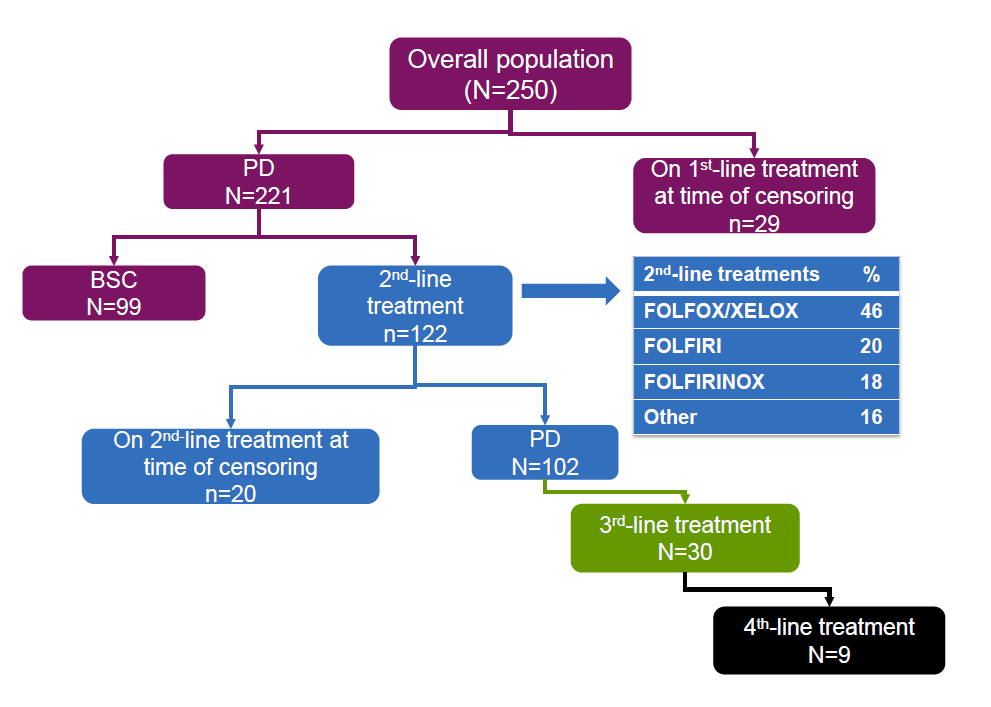 Overall population
(N=250)
PD
N=221
On 1st-line treatment
at time of censoring
n=29
BSC
N=99
2nd-line
treatment
n=122
2nd-line treatments %
FOLFOX/XELOX 46
FOLFIRI 20
FOLFIRINOX 18
Other 16
On 2nd-line treatment at
time of censoring
n=20
PD
N=102
3rd-line treatment
N=30
4th-line treatment
N=9